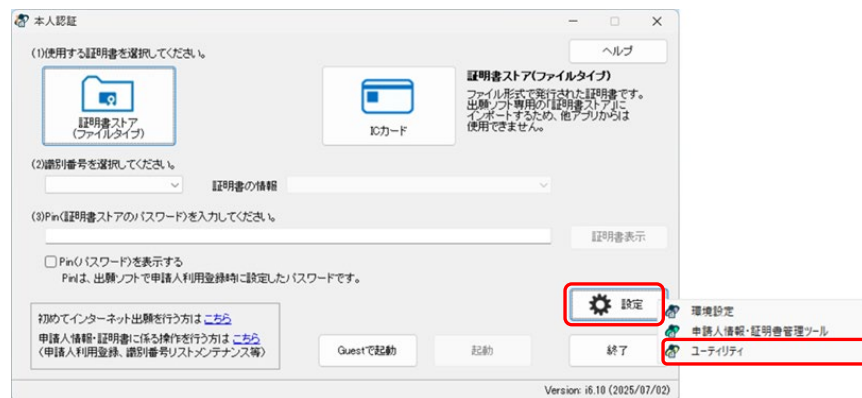 本人認証
(1)使用する証明書を選択してください。
ヘルプ
証明書ストア
(ファイルタイプ)
ICカード
証明書ストア(ファイルタイプ)
ファイル形式で発行された証明書です。
出願ソフト専用の「証明書ストア」に
インポートするため、他アプリからは
使用できません。
(2)識別番号を選択してください。
証明書の情報
(3)Pin(証明書ストアのパスワード)を入力してください。
証明書表示
Pin(パスワード)を表示する
Pinは、出願ソフトで申請人利用登録時に設定したパスワードです。
設定
初めてインターネット出願を行う方は こちら
申請人情報・証明書に係る操作を行う方は こちら
(申請人利用登録、識別番号リストメンテナンス等)
Guestで起動
起動
終了
環境設定
申請人情報・証明書管理ツール
ユーティリティ
Version: i6.10 (2025/07/02)